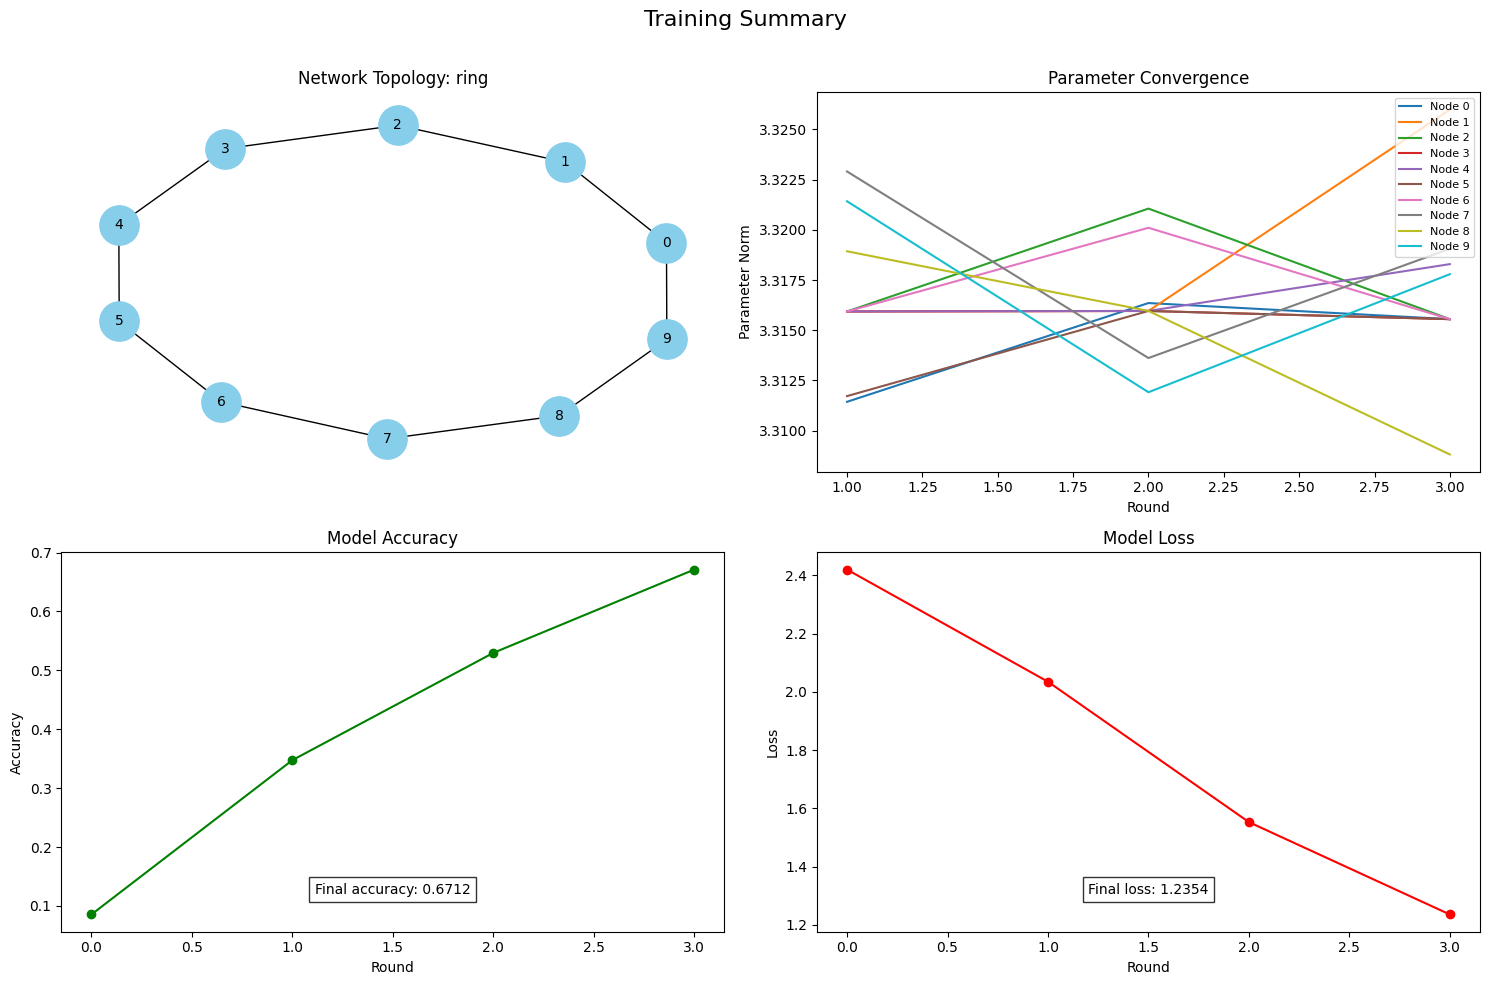 Training Summary
Network Topology: ring
2
3
1
4
0
5
9
6
8
7
Parameter Convergence
Parameter Norm
3.3250
3.3225
3.3200
3.3175
3.3150
3.3125
3.3100
Node 0
Node 1
Node 2
Node 3
Node 4
Node 5
Node 6
Node 7
Node 8
Node 9
1.00 1.25 1.50 1.75 2.00 2.25 2.50 2.75 3.00
Round
Model Accuracy
Accuracy
0.7
0.6
0.5
0.4
0.3
0.2
0.1
Final accuracy: 0.6712
0.0 0.5 1.0 1.5 2.0 2.5 3.0
Round
Model Loss
Loss
2.4
2.2
2.0
1.8
1.6
1.4
1.2
Final loss: 1.2354
0.0 0.5 1.0 1.5 2.0 2.5 3.0
Round